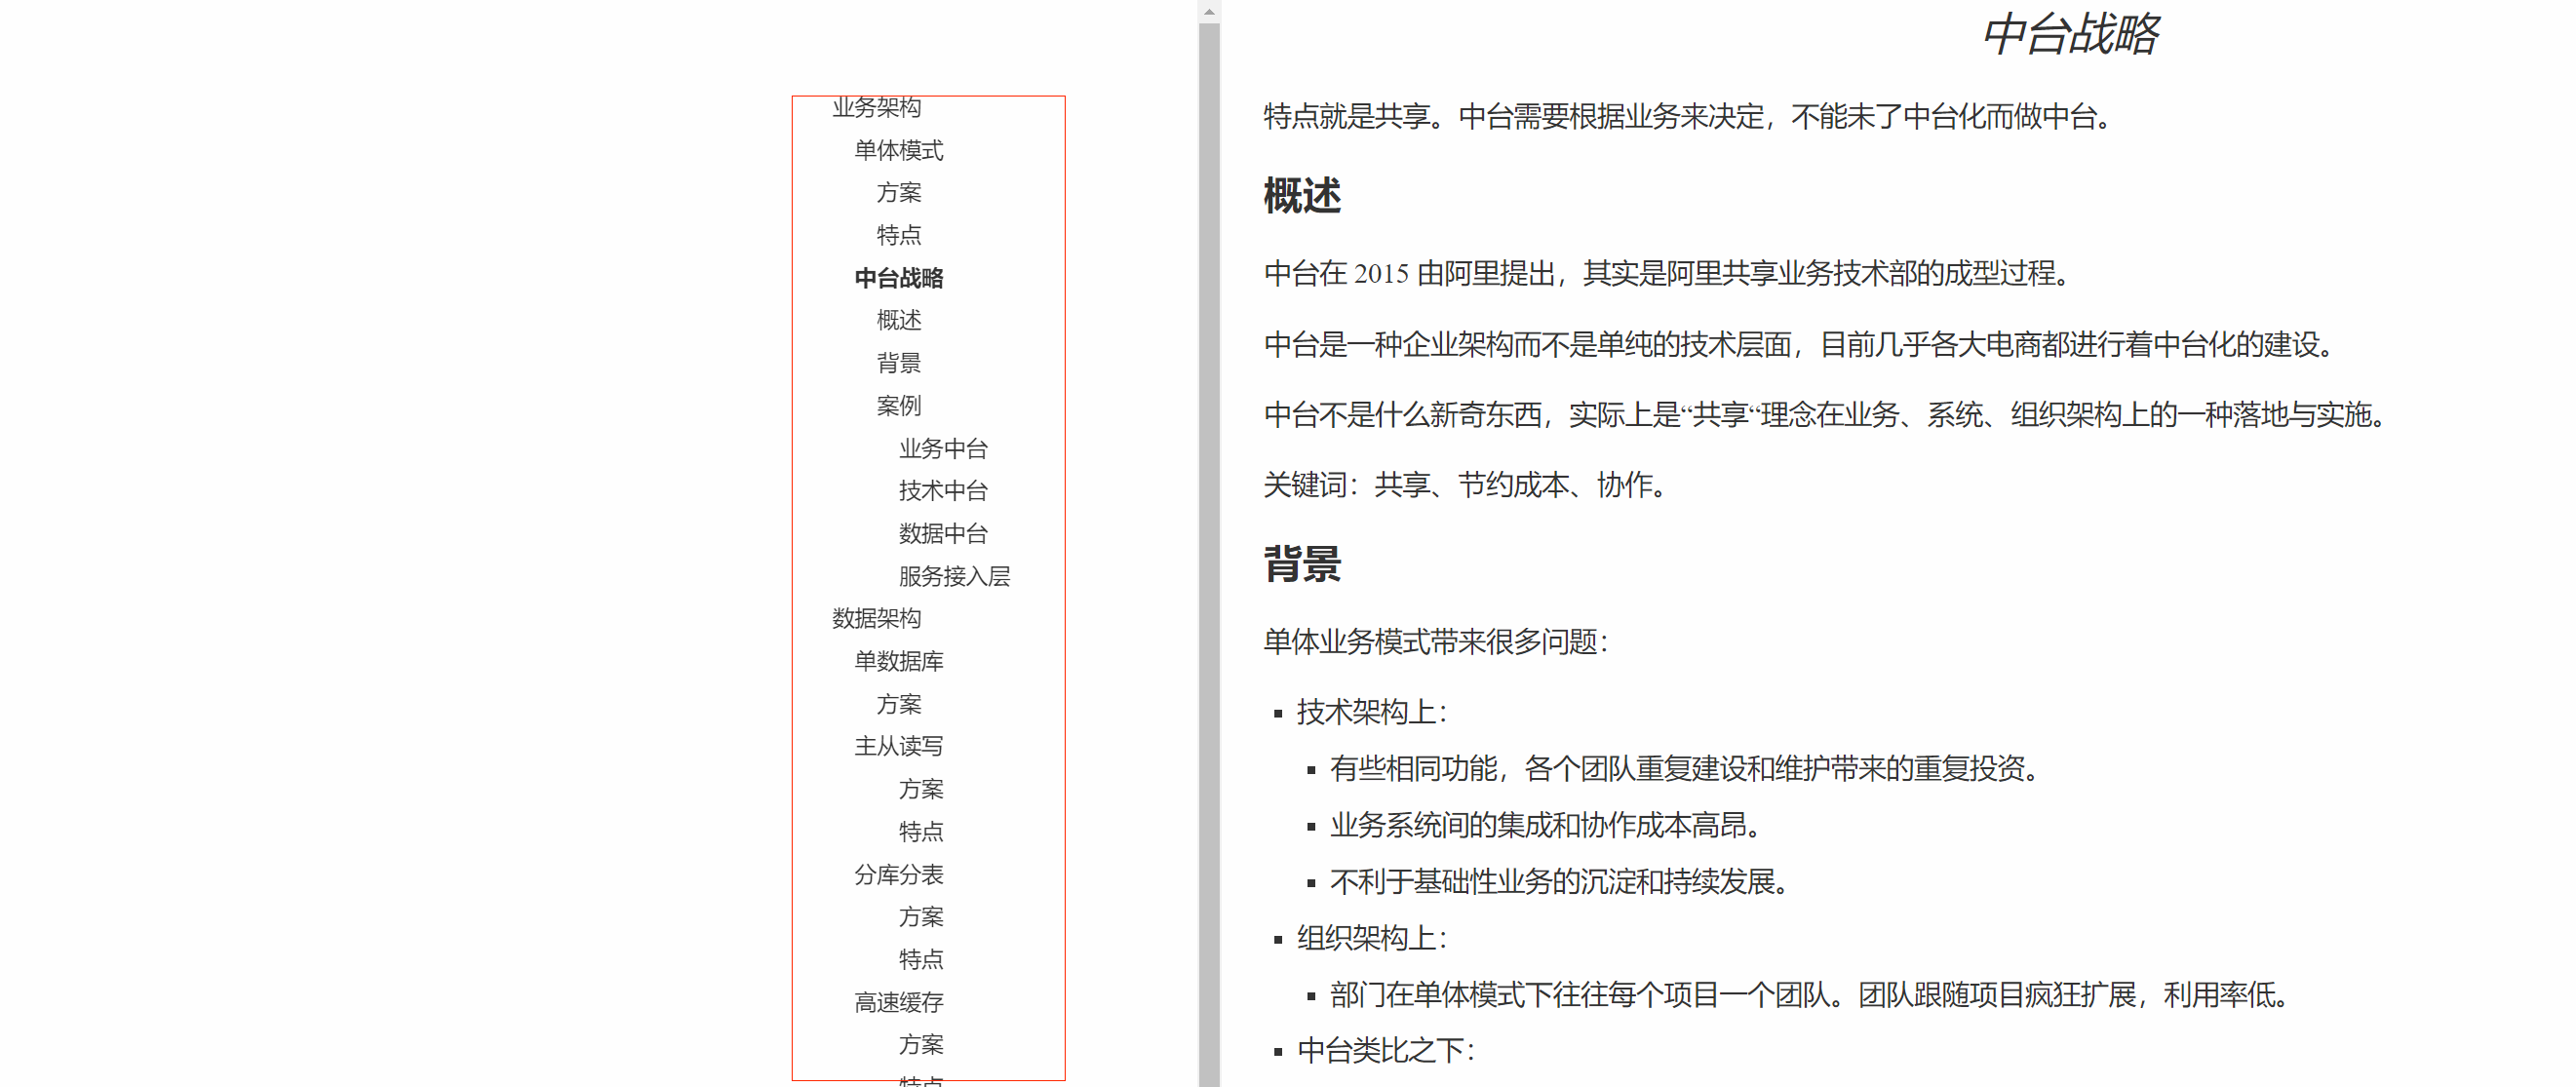 业务架构
单体模式
方案
特点
中台战略
概述
背景
案例
业务中台
技术中台
数据中台
服务接入层
数据架构
单数据库
方案
主从读写
方案
特点
分库分表
方案
特点
高速缓存
方案
特点
中台战略
特点就是共享。中台需要根据业务来决定，不能未了中台化而做中台。
概述
中台在 2015 由阿里提出，其实是阿里共享业务技术部的成型过程。
中台是一种企业架构而不是单纯的技术层面，目前几乎各大电商都进行着中台化的建设。
中台不是什么新奇东西，实际上是“共享“理念在业务、系统、组织架构上的一种落地与实施。
关键词：共享、节约成本、协作。
背景
单体业务模式带来很多问题：
技术架构上：
有些相同功能，各个团队重复建设和维护带来的重复投资。
业务系统间的集成和协作成本高昂。
不利于基础性业务的沉淀和持续发展。
组织架构上：
部门在单体模式下往往每个项目一个团队。团队跟随项目疯狂扩展，利用率低。
中台类比之下：